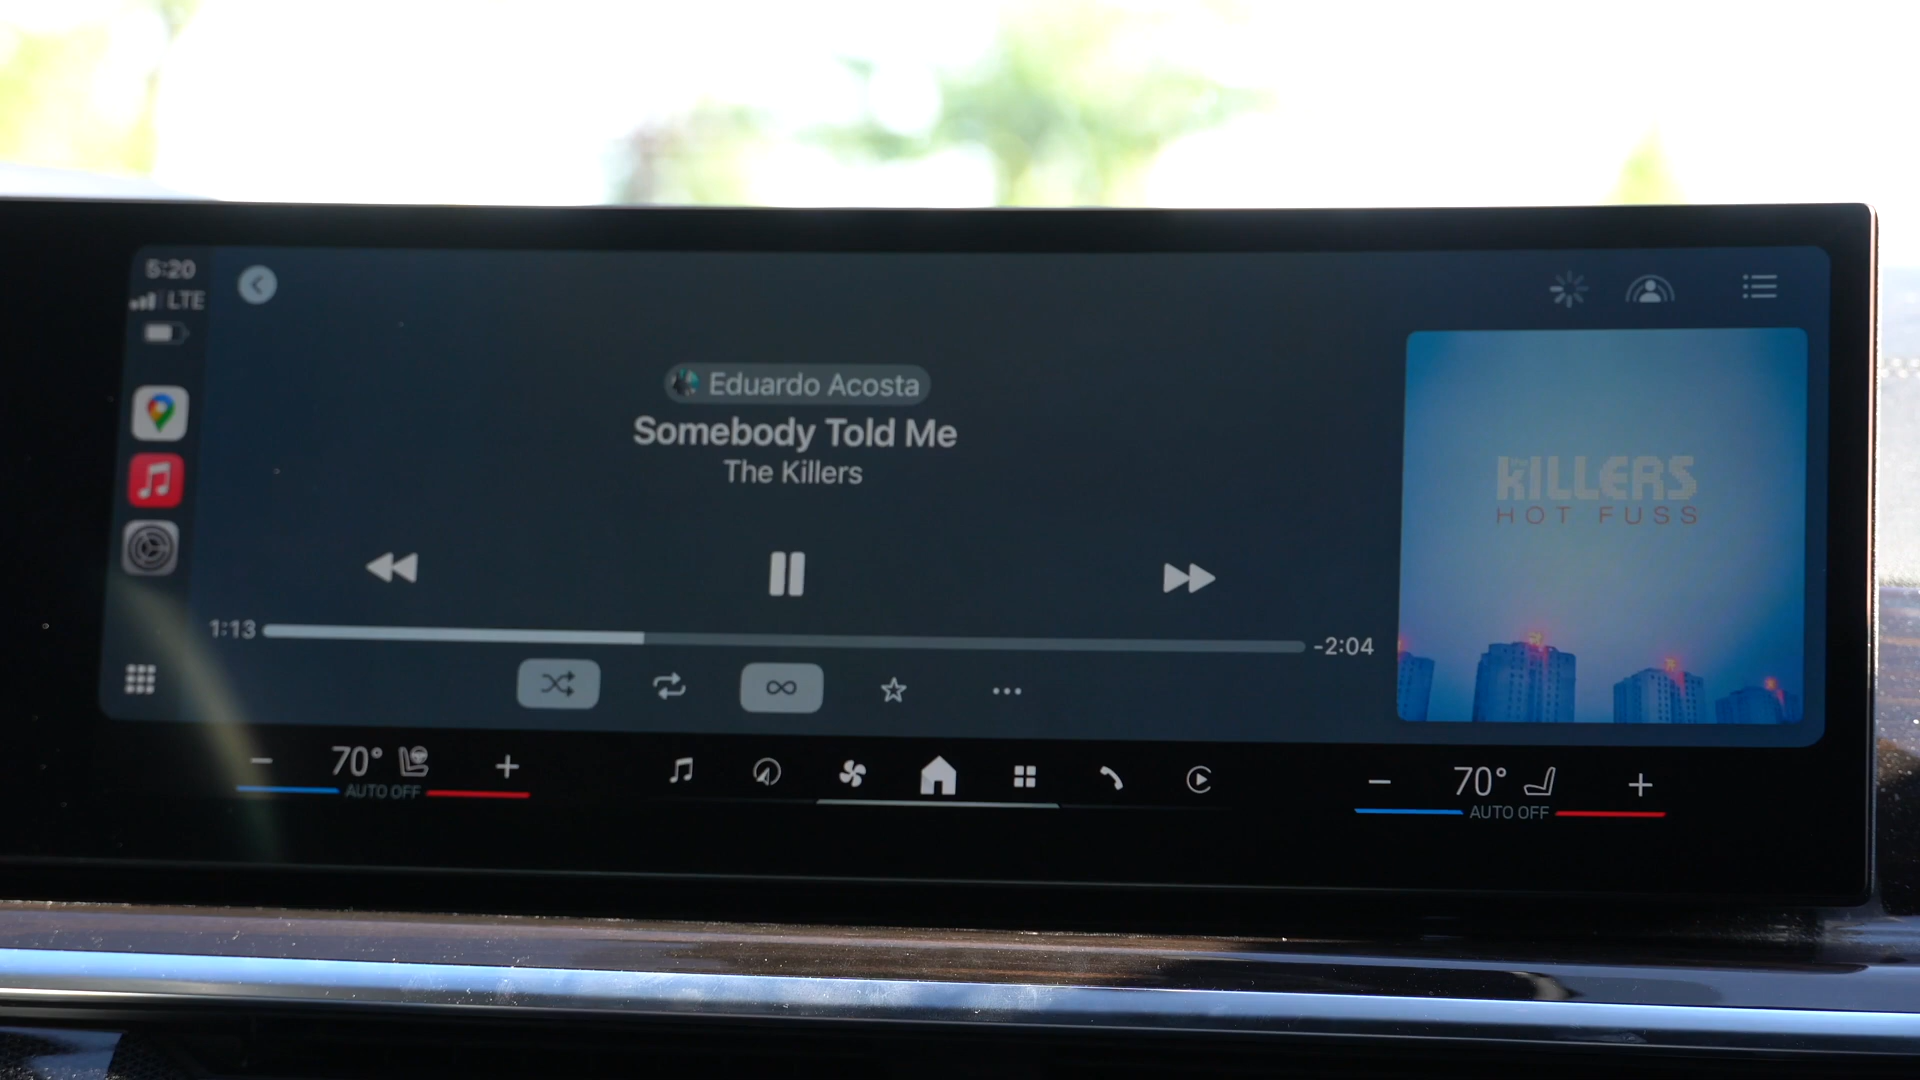 5:20
LTE
Eduardo Acosta
Somebody Told Me
The Killers
1:13
-2:04
THE KILLERS
HOT FUSS
70°
AUTO OFF
70°
AUTO OFF